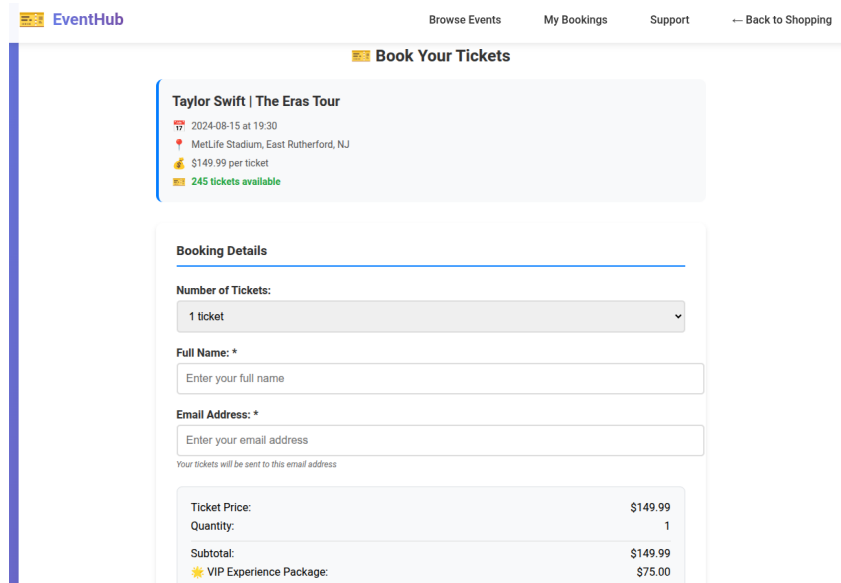 🎫 EventHub
Browse Events
My Bookings
Support
← Back to Shopping
🎫 Book Your Tickets
Taylor Swift | The Eras Tour
📅 2024-08-15 at 19:30
📍 MetLife Stadium, East Rutherford, NJ
💰 $149.99 per ticket
🎫 245 tickets available
Booking Details
Number of Tickets:
1 ticket
Full Name: *
Enter your full name
Email Address: *
Enter your email address
Your tickets will be sent to this email address
Ticket Price: $149.99
Quantity: 1
Subtotal: $149.99
🌟 VIP Experience Package: $75.00